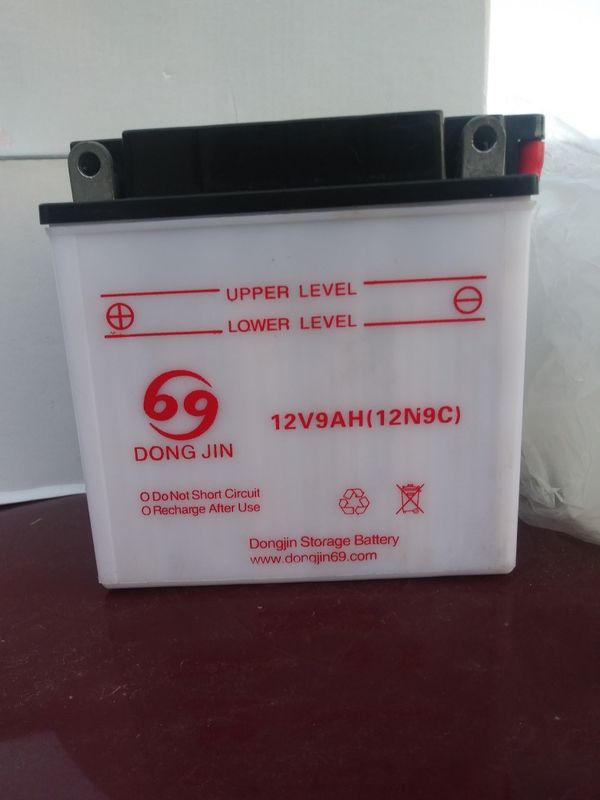 UPPER LEVEL
LOWER LEVEL
69
DONG JIN
12V9AH(12N9C)
Do Not Short Circuit
Recharge After Use
Dongjin Storage Battery
www.dongjin69.com